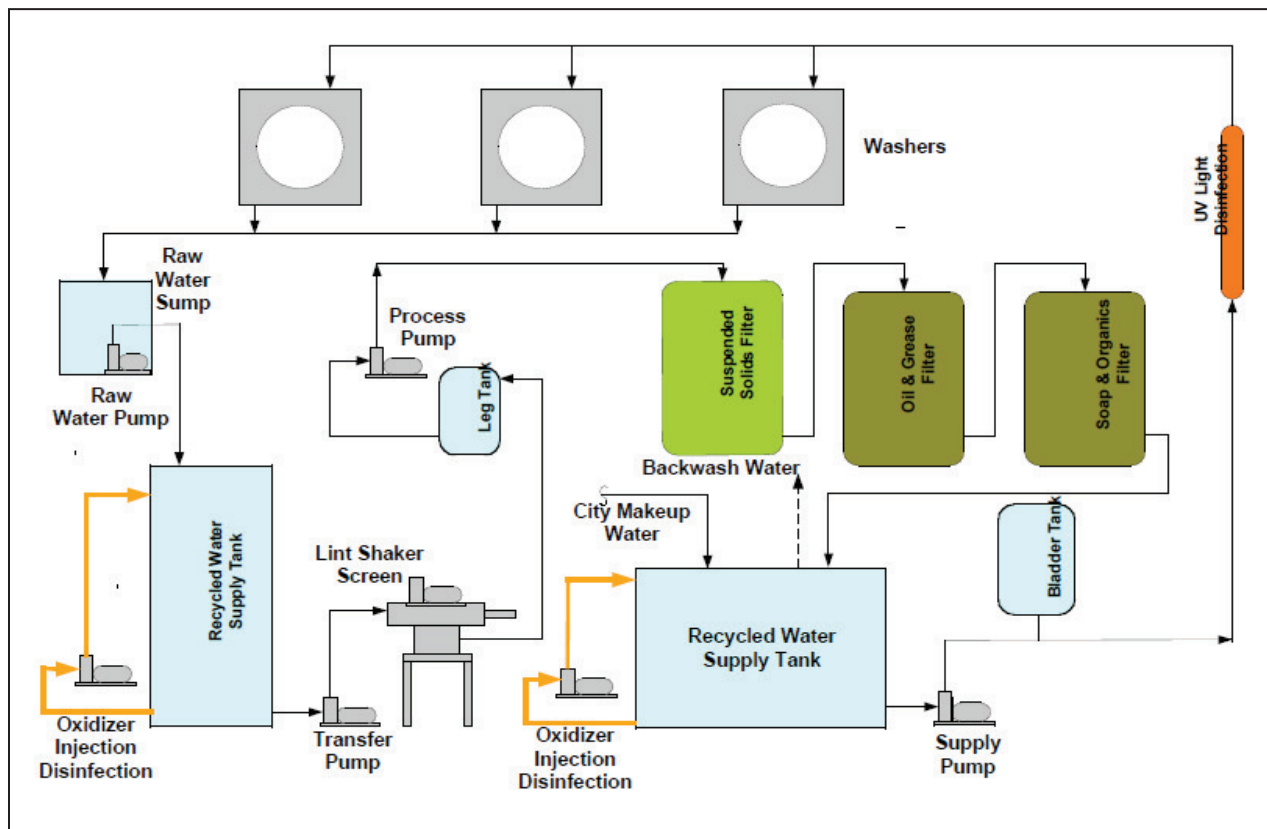 Washers
UV Light
Disinfection
Raw
Water
Sump
Raw
Water Pump
Process
Pump
Leg Tank
Suspended
Solids Filter
Oil & Grease
Filter
Soap & Organics
Filter
Backwash Water
City Makeup
Water
Bladder Tank
Recycled Water
Supply Tank
Lint Shaker
Screen
Recycled Water
Supply Tank
Oxidizer
Injection
Disinfection
Transfer
Pump
Oxidizer
Injection
Disinfection
Supply
Pump